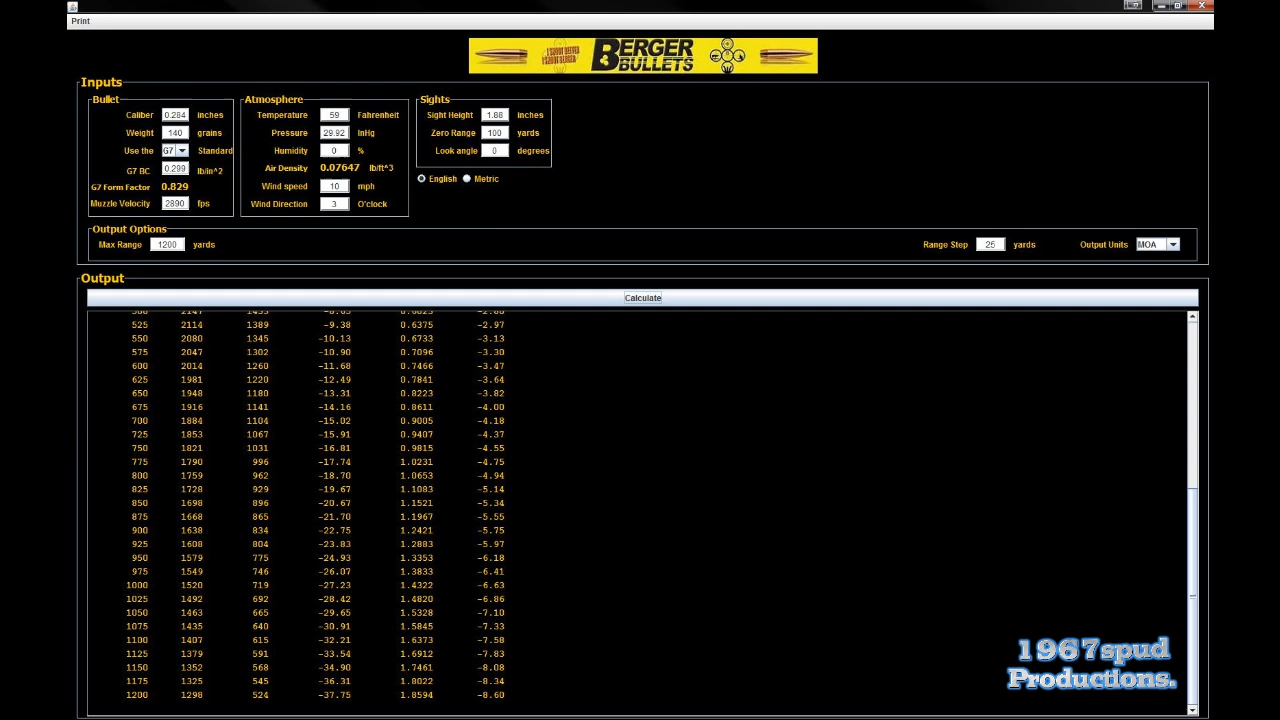 Print
I SHOOT BERGER! BERGER
BULLETS
Inputs
Bullet
Caliber 0.284 inches
Weight 140 grains
Use the G7 Standard
G7 BC 0.299 lb/in^2
G7 Form Factor 0.829
Muzzle Velocity 2890 fps
Atmosphere
Temperature 59 Fahrenheit
Pressure 29.92 InHg
Humidity 0 %
Air Density 0.07647 lb/ft^3
Wind speed 10 mph
Wind Direction 3 O'clock
Sights
Sight Height 1.88 inches
Zero Range 100 yards
Look angle 0 degrees
English Metric
Output Options
Max Range 1200 yards Range Step 25 yards Output Units MOA
Output
Calculate
525 2114 1389 -9.38 0.6375 -2.97
550 2080 1345 -10.13 0.6733 -3.13
575 2047 1302 -10.90 0.7096 -3.30
600 2014 1260 -11.68 0.7466 -3.47
625 1981 1220 -12.49 0.7841 -3.64
650 1948 1180 -13.31 0.8223 -3.82
675 1916 1141 -14.16 0.8611 -4.00
700 1884 1104 -15.02 0.9005 -4.18
725 1853 1067 -15.91 0.9407 -4.37
750 1821 1031 -16.81 0.9815 -4.55
775 1790 996 -17.74 1.0231 -4.75
800 1759 962 -18.70 1.0653 -4.94
825 1728 929 -19.67 1.1083 -5.14
850 1698 896 -20.67 1.1521 -5.34
875 1668 865 -21.70 1.1967 -5.55
900 1638 834 -22.75 1.2421 -5.75
925 1608 804 -23.83 1.2883 -5.97
950 1579 775 -24.93 1.3353 -6.18
975 1549 746 -26.07 1.3833 -6.41
1000 1520 719 -27.23 1.4322 -6.63
1025 1492 692 -28.42 1.4820 -6.86
1050 1463 665 -29.65 1.5328 -7.10
1075 1435 640 -30.91 1.5845 -7.33
1100 1407 615 -32.21 1.6373 -7.58
1125 1379 591 -33.54 1.6912 -7.83
1150 1352 568 -34.90 1.7461 -8.08
1175 1325 545 -36.31 1.8022 -8.34
1200 1298 524 -37.75 1.8594 -8.60
1967spud
Productions.